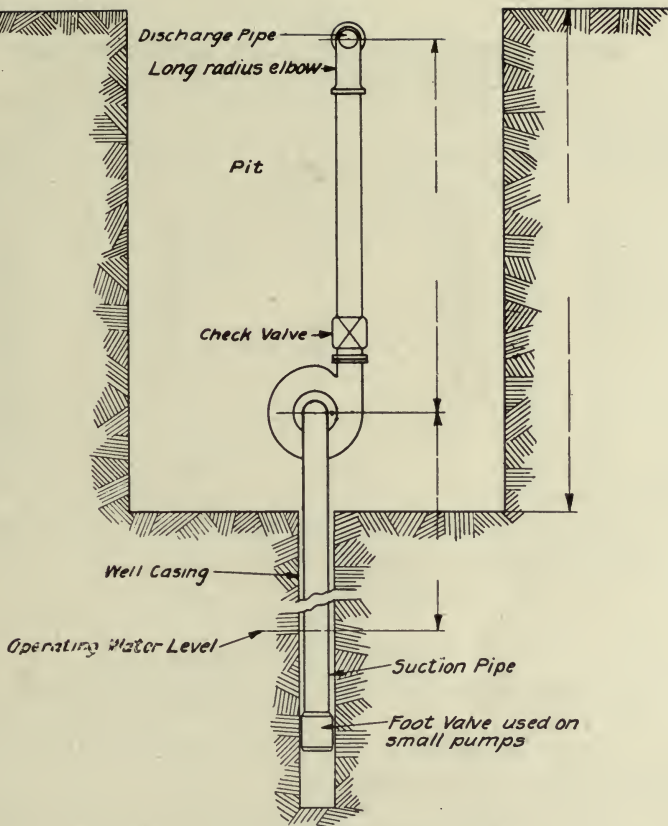 Discharge Pipe
Long radius elbow
Pit
Check Valve
Well Casing
Operating Water Level
Suction Pipe
Foot Valve used on
small pumps